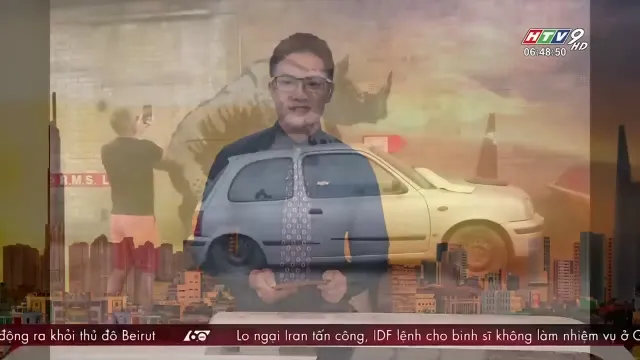 HTV9 HD
06:48:50
R.M.S.
động ra khỏi thủ đô Beirut
60
Lo ngại Iran tấn công, IDF lệnh cho binh sĩ không làm nhiệm vụ ở